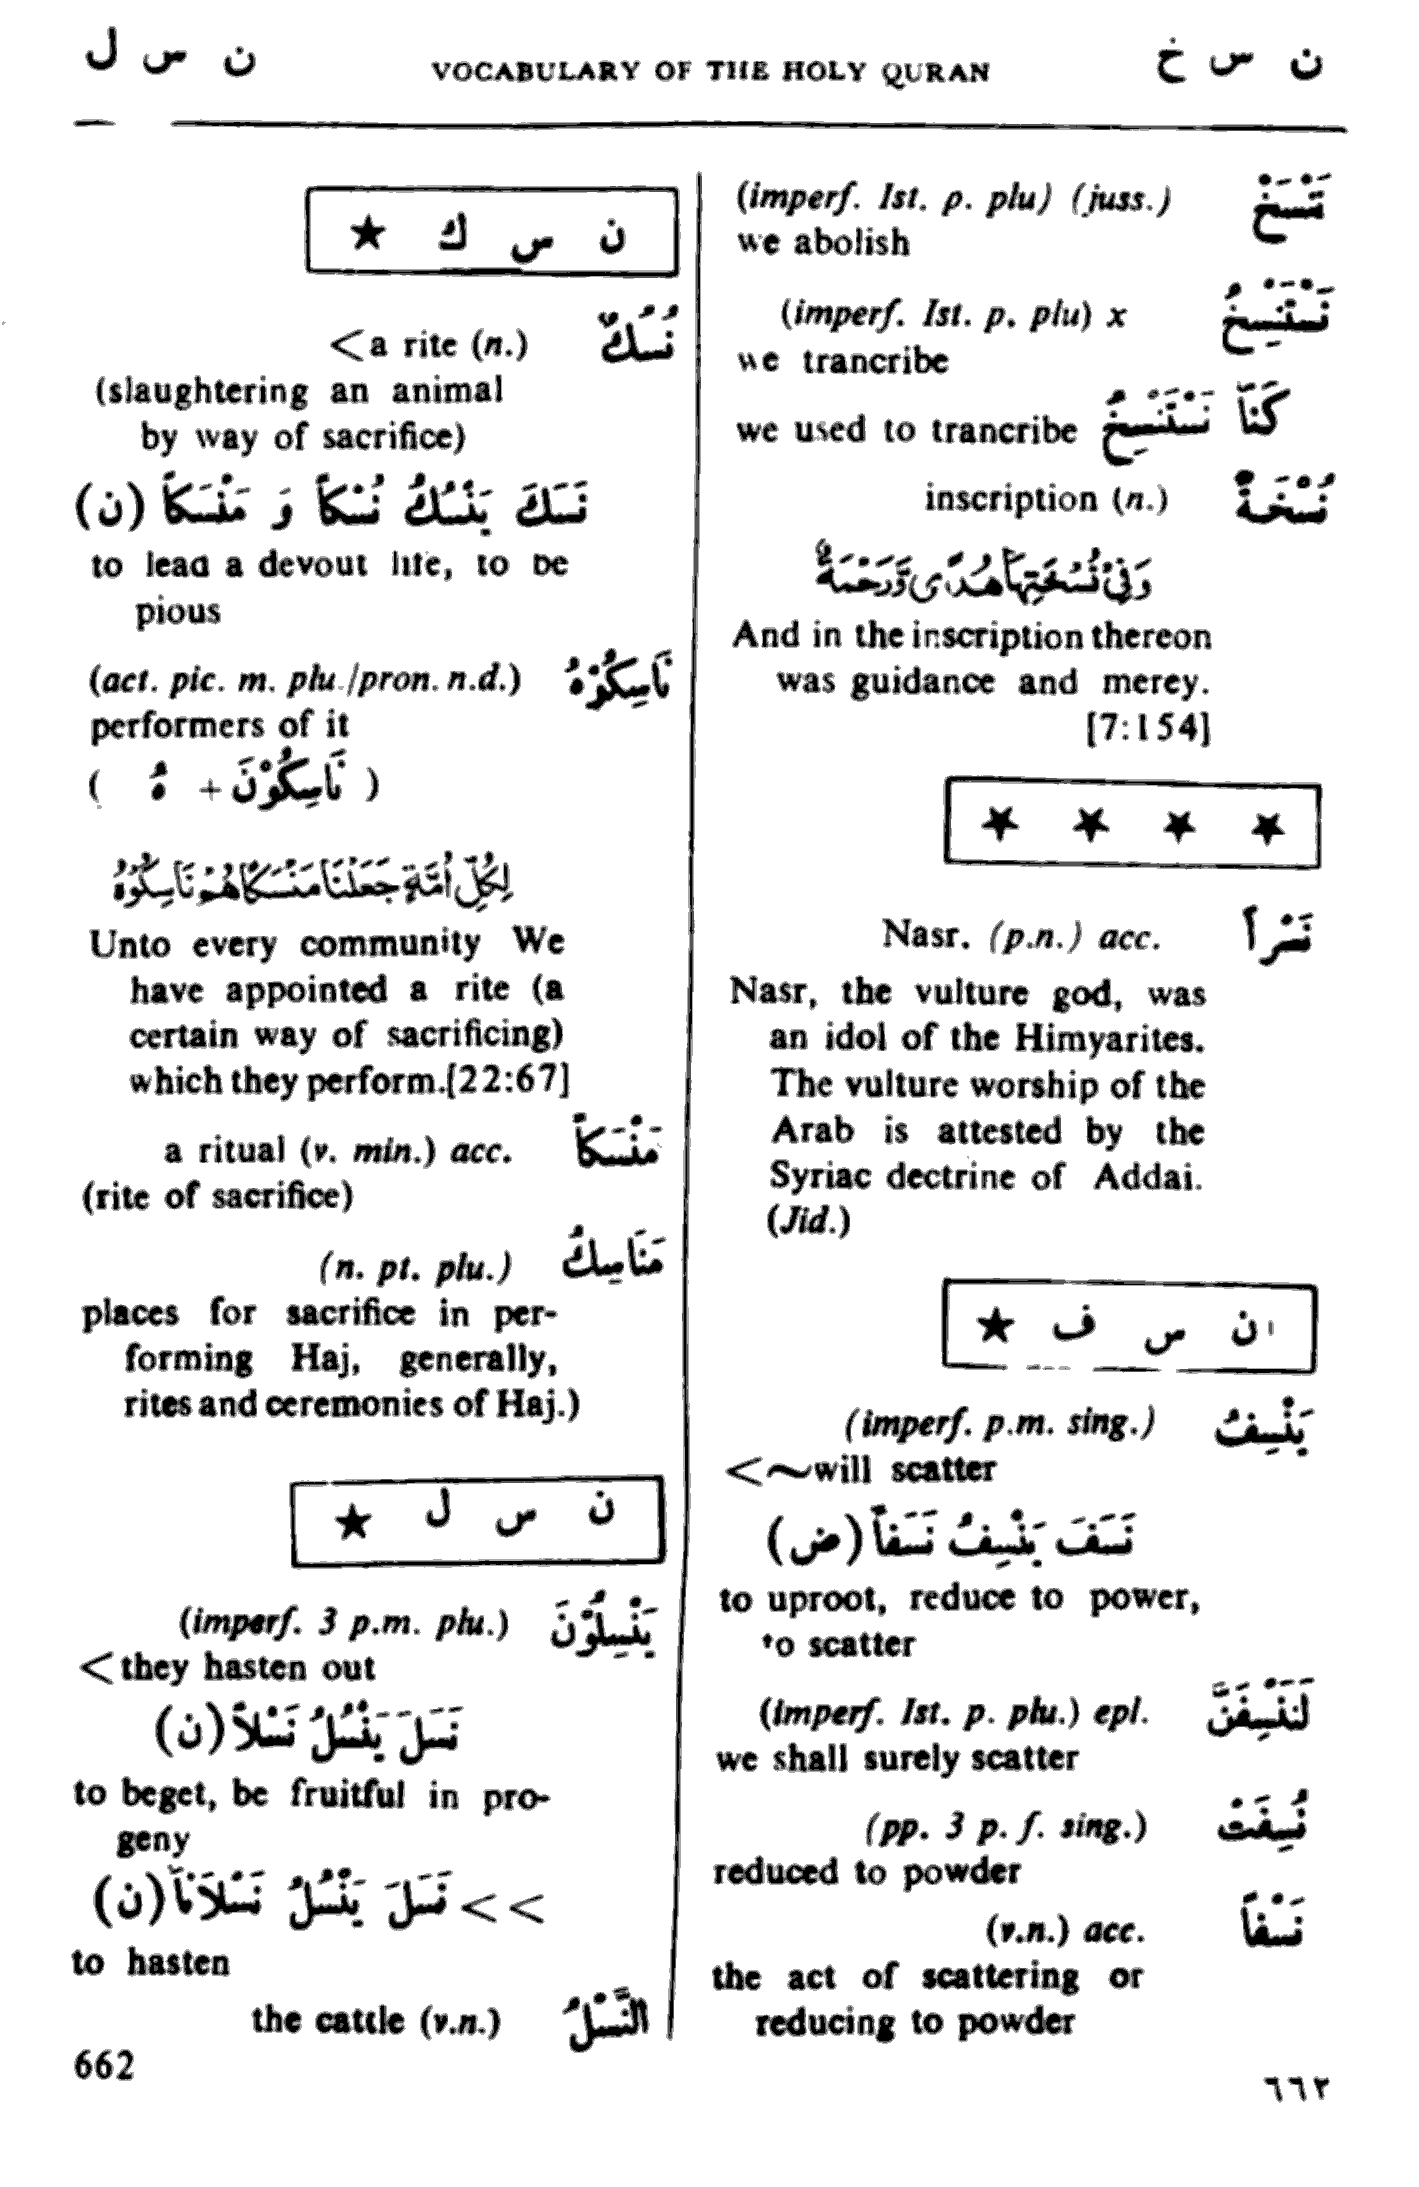 ن س خ VOCABULARY OF THE HOLY QURAN ن س ل
نَنْسَخْ (imperf. Ist. p. plu) (juss.)
we abolish
نَسْتَنْسِخُ (imperf. Ist. p. plu) x
we trancribe
كُنَّا نَسْتَنْسِخُ we used to trancribe
نُسْخَةٌ inscription (n.)
وَفِىْ نُسْخَتِهَا هُدًى وَّرَحْمَةٌ
And in the inscription thereon
was guidance and merey.
[7:154]
★ ★ ★ ★
نَسْراً Nasr. (p.n.) acc.
Nasr, the vulture god, was
an idol of the Himyarites.
The vulture worship of the
Arab is attested by the
Syriac dectrine of Addai.
(Jid.)
ن س ف ★
يَنْسِفُ (imperf. p.m. sing.)
<~will scatter
نَسَفَ يَنْسِفُ نَسَفاً (ض)
to uproot, reduce to power,
to scatter
لَنَنْسِفَنَّ (imperf. Ist. p. plu.) epl.
we shall surely scatter
نُسِفَتْ (pp. 3 p. f. sing.)
reduced to powder
نَسْفاً (v.n.) acc.
the act of scattering or
reducing to powder
ن س ك ★
نُسُكٌ <a rite (n.)
(slaughtering an animal
by way of sacrifice)
نَسَكَ يَنْسُكُ نُسْكاً وَ مَنْسَكاً (ن)
to lead a devout life, to be
pious
نَاسِكُوْهُ (act. pic. m. plu./pron. n.d.)
performers of it
( نَاسِكُوْنَ + هُ )
لِكُلِّ اُمَّةٍ جَعَلْنَا مَنْسَكًا هُمْ نَاسِكُوْهُ
Unto every community We
have appointed a rite (a
certain way of sacrificing)
which they perform.[22:67]
مَنْسَكاً a ritual (v. min.) acc.
(rite of sacrifice)
مَنَاسِكُ (n. pt. plu.)
places for sacrifice in per-
forming Haj, generally,
rites and ceremonies of Haj.)
ن س ل ★
يَنْسِلُوْنَ (imperf. 3 p.m. plu.)
<they hasten out
نَسَلَ يَنْسُلُ نَسْلاً (ن)
to beget, be fruitful in pro-
geny
<< نَسَلَ يَنْسُلُ نَسْلَاناً (ن)
to hasten
النَّسْلُ the cattle (v.n.)
662
٦٦٢